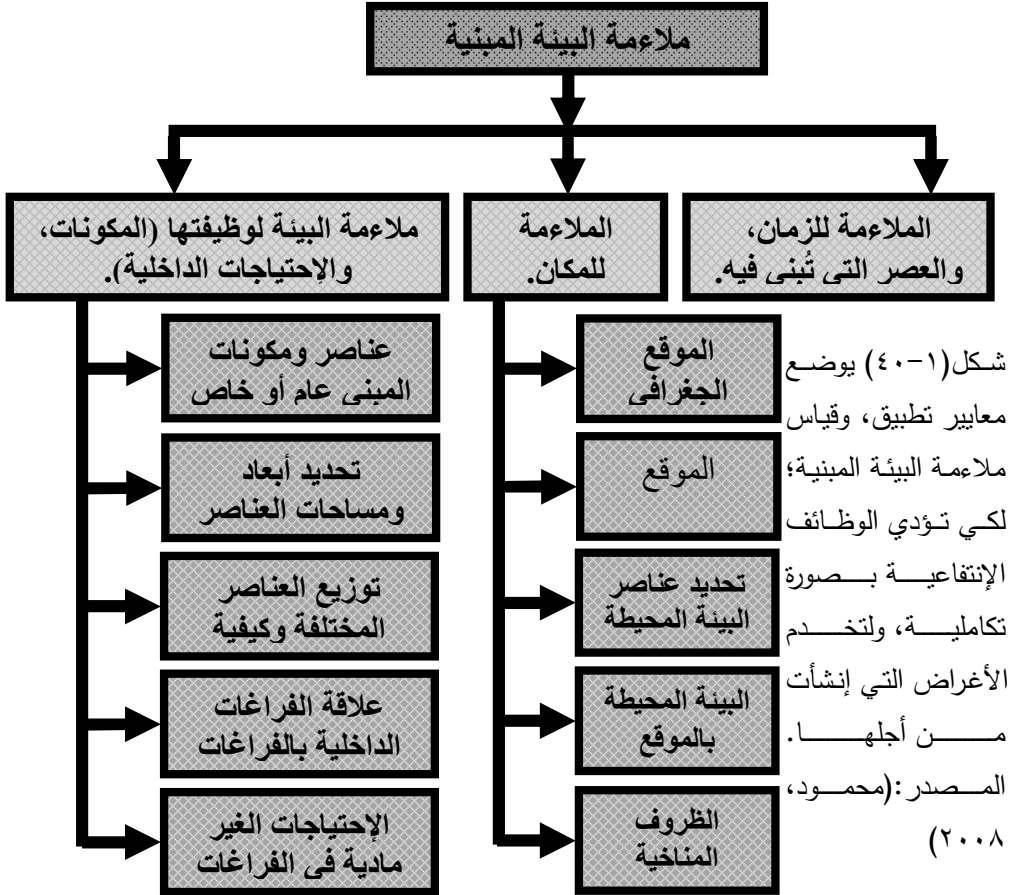 ملاءمة البيئة المبنية
الملاءمة للزمان،
والعصر التى تُبنى فيه.
الملاءمة
للمكان.
ملاءمة البيئة لوظيفتها (المكونات،
والإحتياجات الداخلية).
شكل(١-٤٠) يوضع
معايير تطبيق، وقياس
ملاءمة البيئة المبنية؛
لكي تؤدي الوظائف
الإنتفاعية بصورة
تكاملية، ولتخدم
الأغراض التي إنشأت
من أجلها.
المصدر:(محمود،
٢٠٠٨)
الموقع
الجغرافى
الموقع
تحديد عناصر
البيئة المحيطة
البيئة المحيطة
بالموقع
الظروف
المناخية
عناصر ومكونات
المبنى عام أو خاص
تحديد أبعاد
ومساحات العناصر
توزيع العناصر
المختلفة وكيفية
علاقة الفراغات
الداخلية بالفراغات
الإحتياجات الغير
مادية فى الفراغات